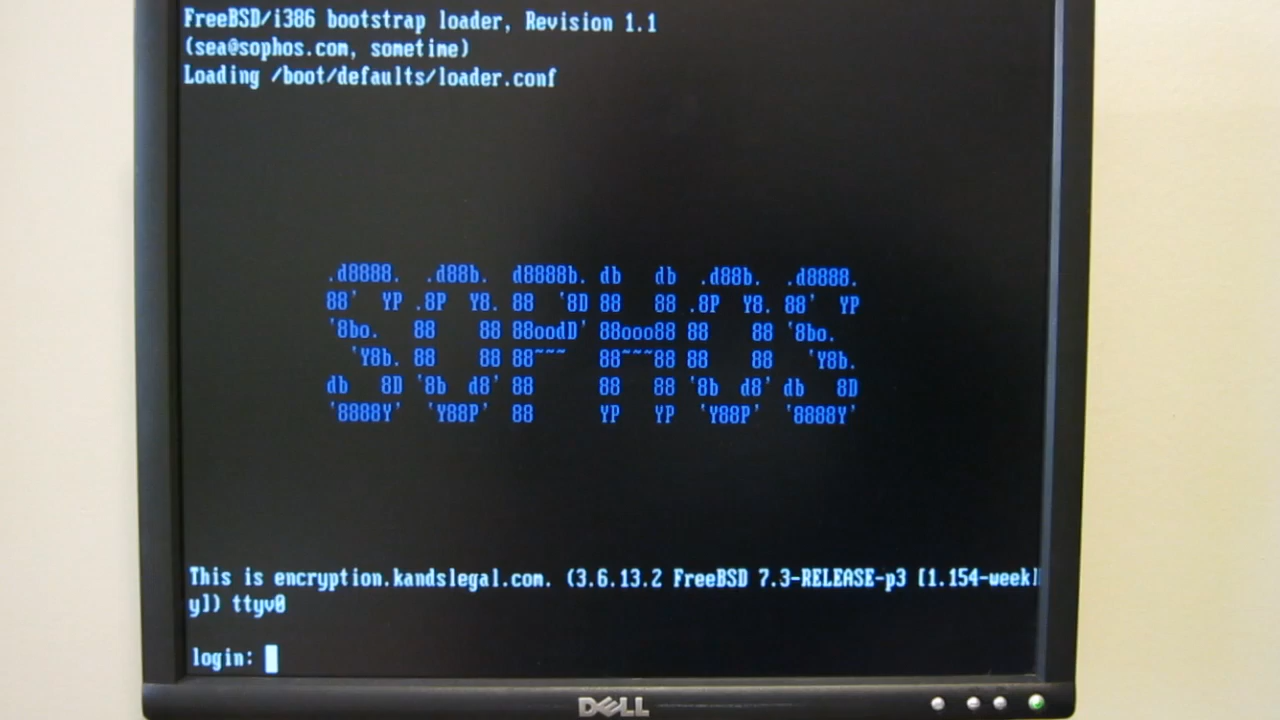 FreeBSD/i386 bootstrap loader, Revision 1.1
(sea@sophos.com, sometime)
Loading /boot/defaults/loader.conf
.d8888.   .d88b.   d8888b. db    db   .d88b.   .d8888.
88'   YP .8P   Y8. 88   '8D 88    88 .8P   Y8. 88'   YP
'8bo.    88     88 88oodD' 88ooo88 88     88 '8bo.
  'Y8b. 88     88 88~~~    88~~~88 88     88    'Y8b.
db    8D '8b   d8' 88       88    88 '8b   d8' db    8D
'8888Y'   'Y88P'   88       YP    YP   'Y88P'   '8888Y'
This is encryption.kandslegal.com. (3.6.13.2 FreeBSD 7.3-RELEASE-p3 [1.154-weekl
y]) ttyv0
login:
DELL